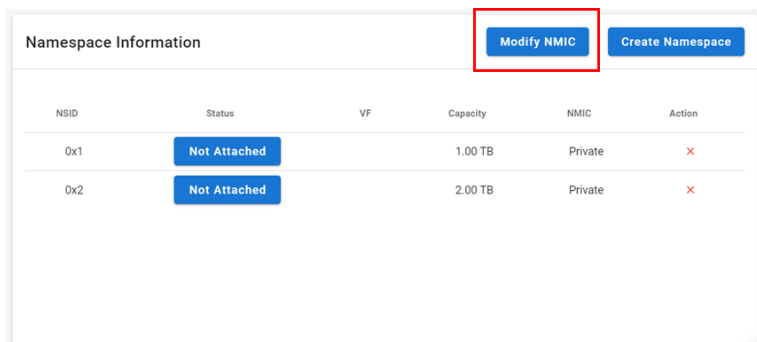 Namespace Information Modify NMIC Create Namespace
NSID Status VF Capacity NMIC Action
0x1 Not Attached 1.00 TB Private ×
0x2 Not Attached 2.00 TB Private ×